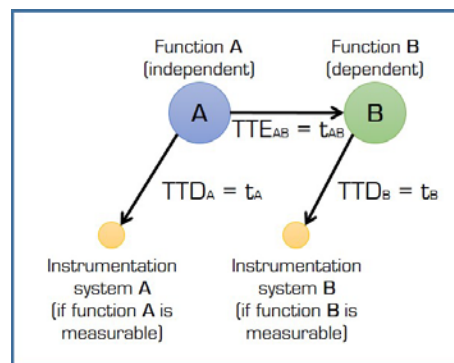 Function A
(independent)
Function B
(dependent)
A
B
TTEAB = tAB
TTDA = tA
TTDB = tB
Instrumentation
system A
(if function A is
measurable)
Instrumentation
system B
(if function B is
measurable)